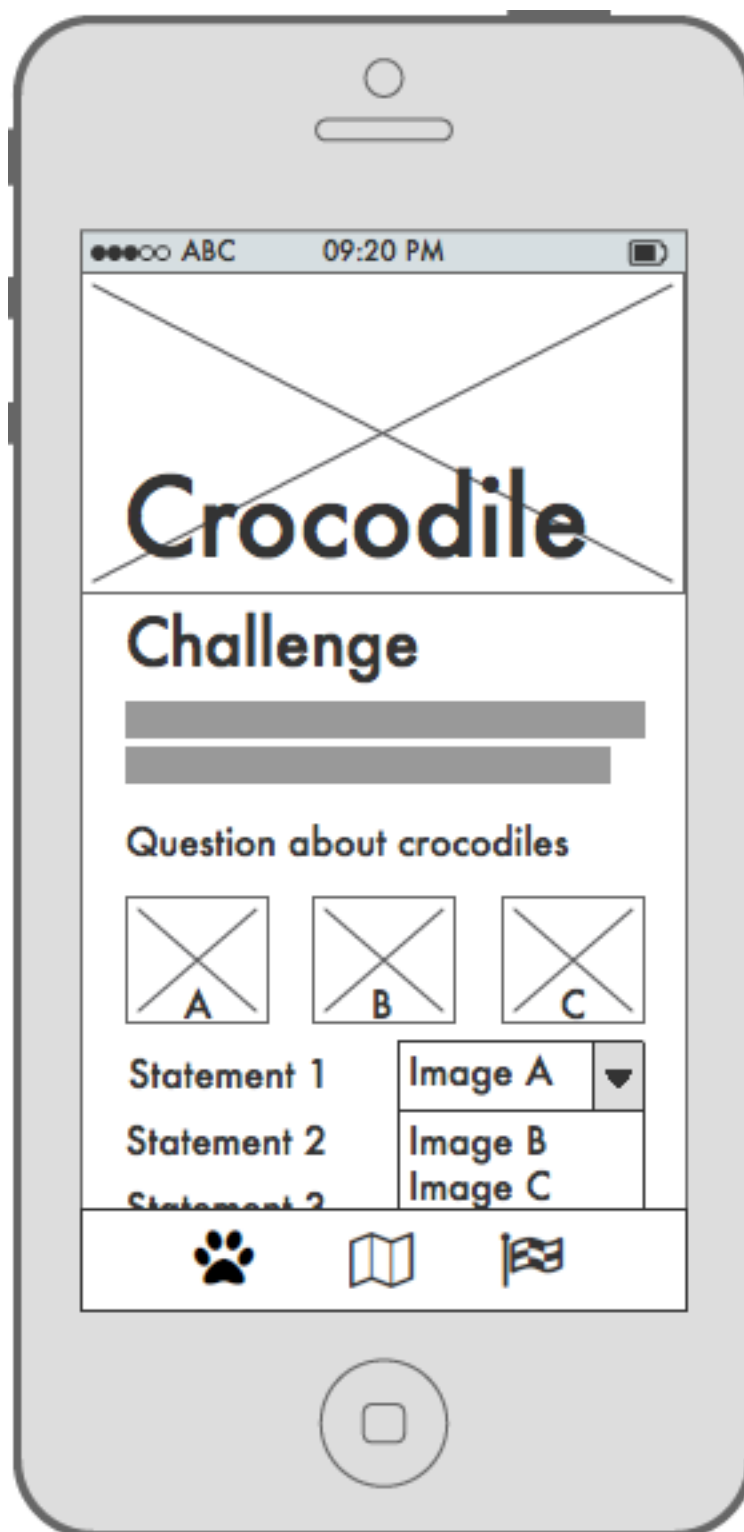 ABC 09:20 PM
Crocodile
Challenge
Question about crocodiles
A B C
Statement 1 Image A
Statement 2 Image B
Image C